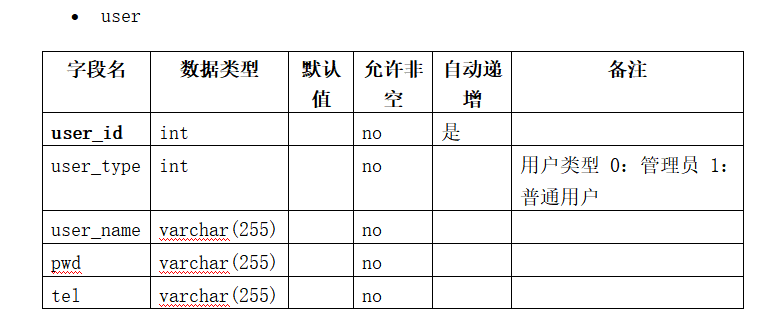 • user
字段名 数据类型 默认值 允许非空 自动递增 备注
user_id int no 是
user_type int no 用户类型 0: 管理员 1: 普通用户
user_name varchar(255) no
pwd varchar(255) no
tel varchar(255) no